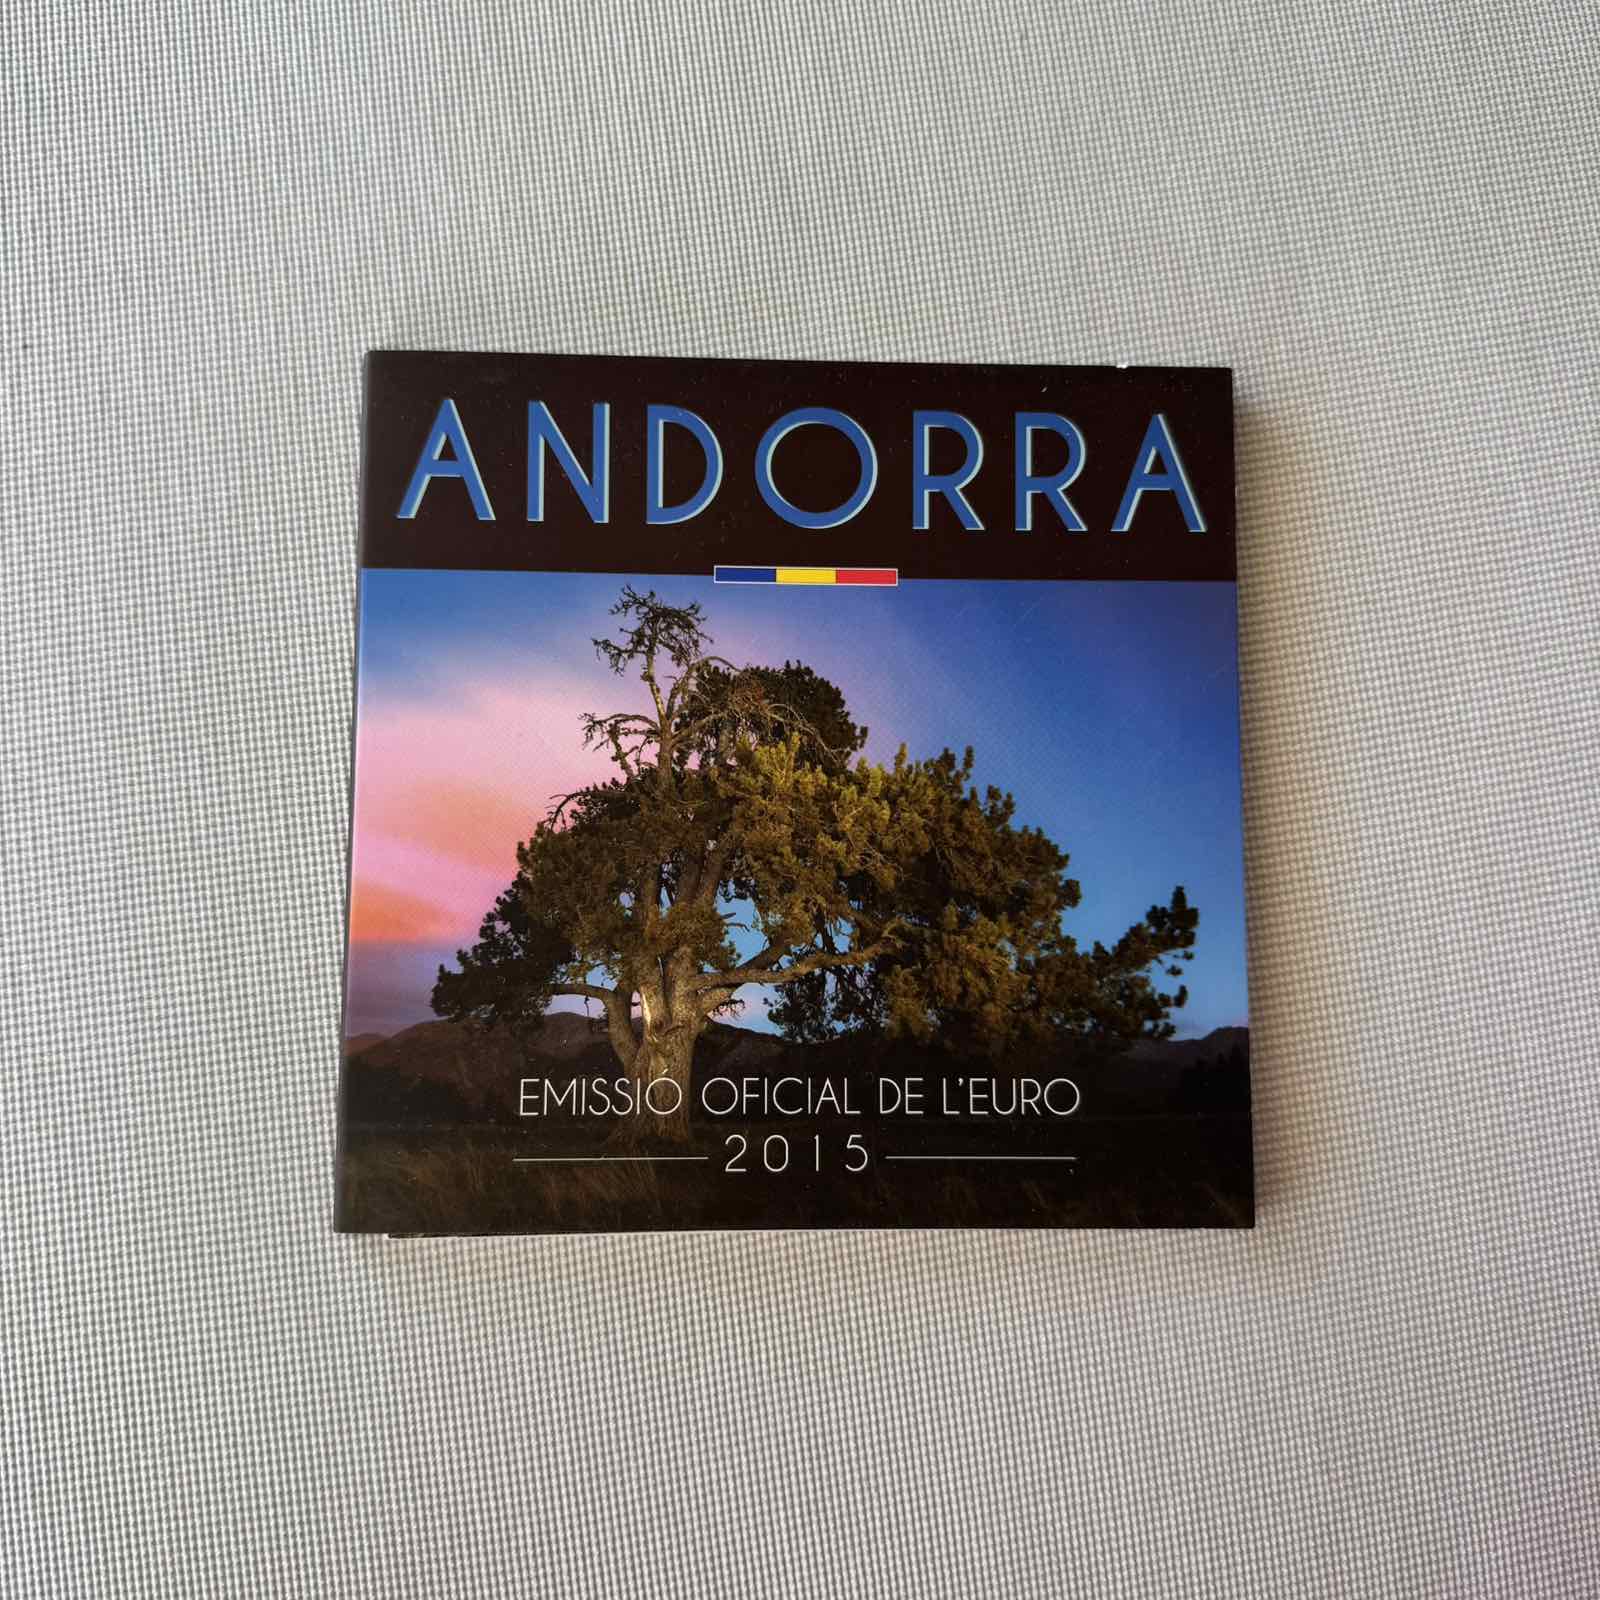 ANDORRA
EMISSIÓ OFICIAL DE L'EURO
2015